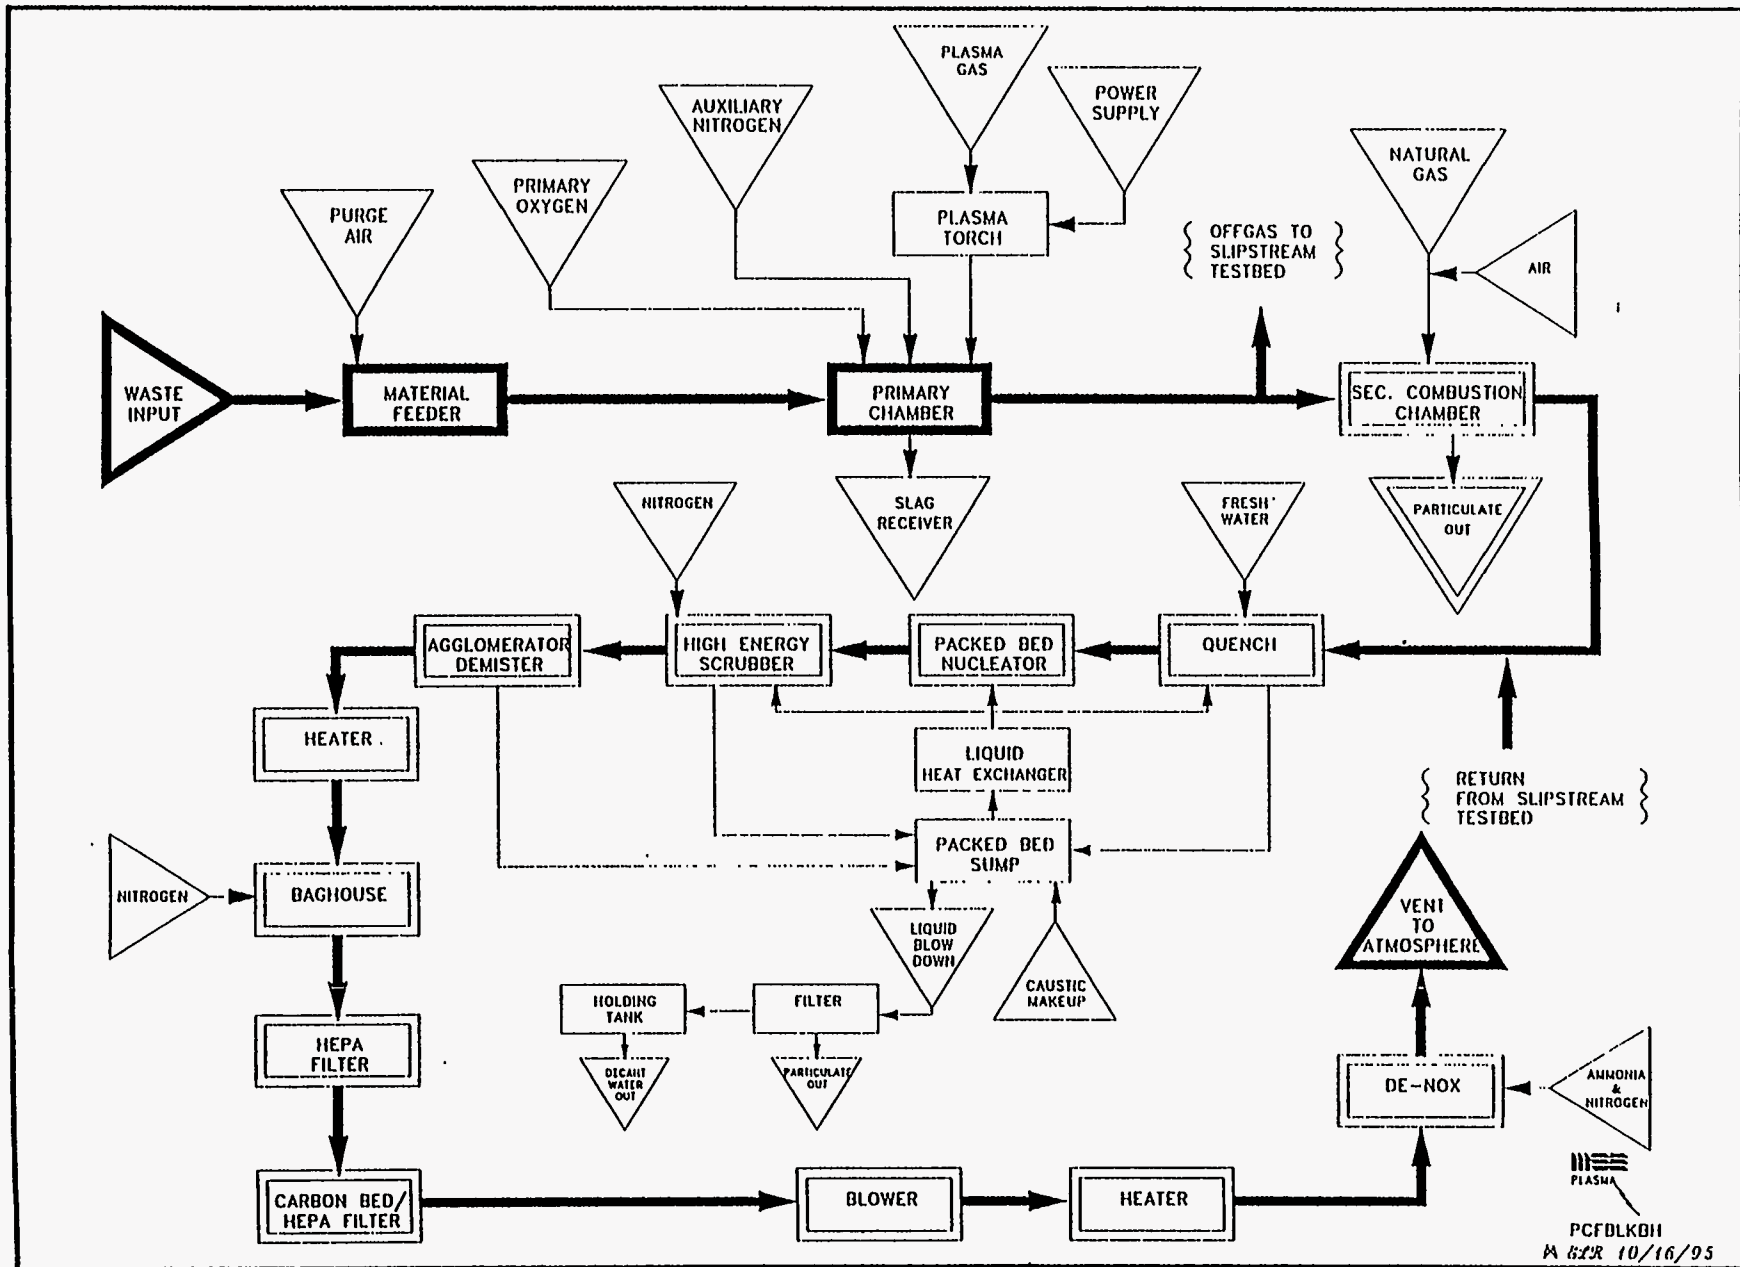 PLASMA
GAS
POWER
SUPPLY
AUXILIARY
NITROGEN
NATURAL
GAS
PRIMARY
OXYGEN
PURGE
AIR
PLASMA
TORCH
OFFGAS TO
SLIPSTREAM
TESTBED
AIR
WASTE
INPUT
MATERIAL
FEEDER
PRIMARY
CHAMBER
SEC. COMBUSTION
CHAMBER
NITROGEN
SLAG
RECEIVER
FRESH
WATER
PARTICULATE
OUT
AGGLOMERATOR
DEMISTER
HIGH ENERGY
SCRUBBER
PACKED BED
NUCLEATOR
QUENCH
HEATER
LIQUID
HEAT EXCHANGER
RETURN
FROM SLIPSTREAM
TESTBED
PACKED BED
SUMP
NITROGEN
BAGHOUSE
LIQUID
BLOW
DOWN
CAUSTIC
MAKEUP
VENT
TO
ATMOSPHERE
HOLDING
TANK
FILTER
HEPA
FILTER
DECANT
WATER
OUT
PARTICULATE
OUT
DE-NOX
AMMONIA
&
NITROGEN
CARBON BED/
HEPA FILTER
BLOWER
HEATER
PLASMA
PCFBLKDH
10/16/95